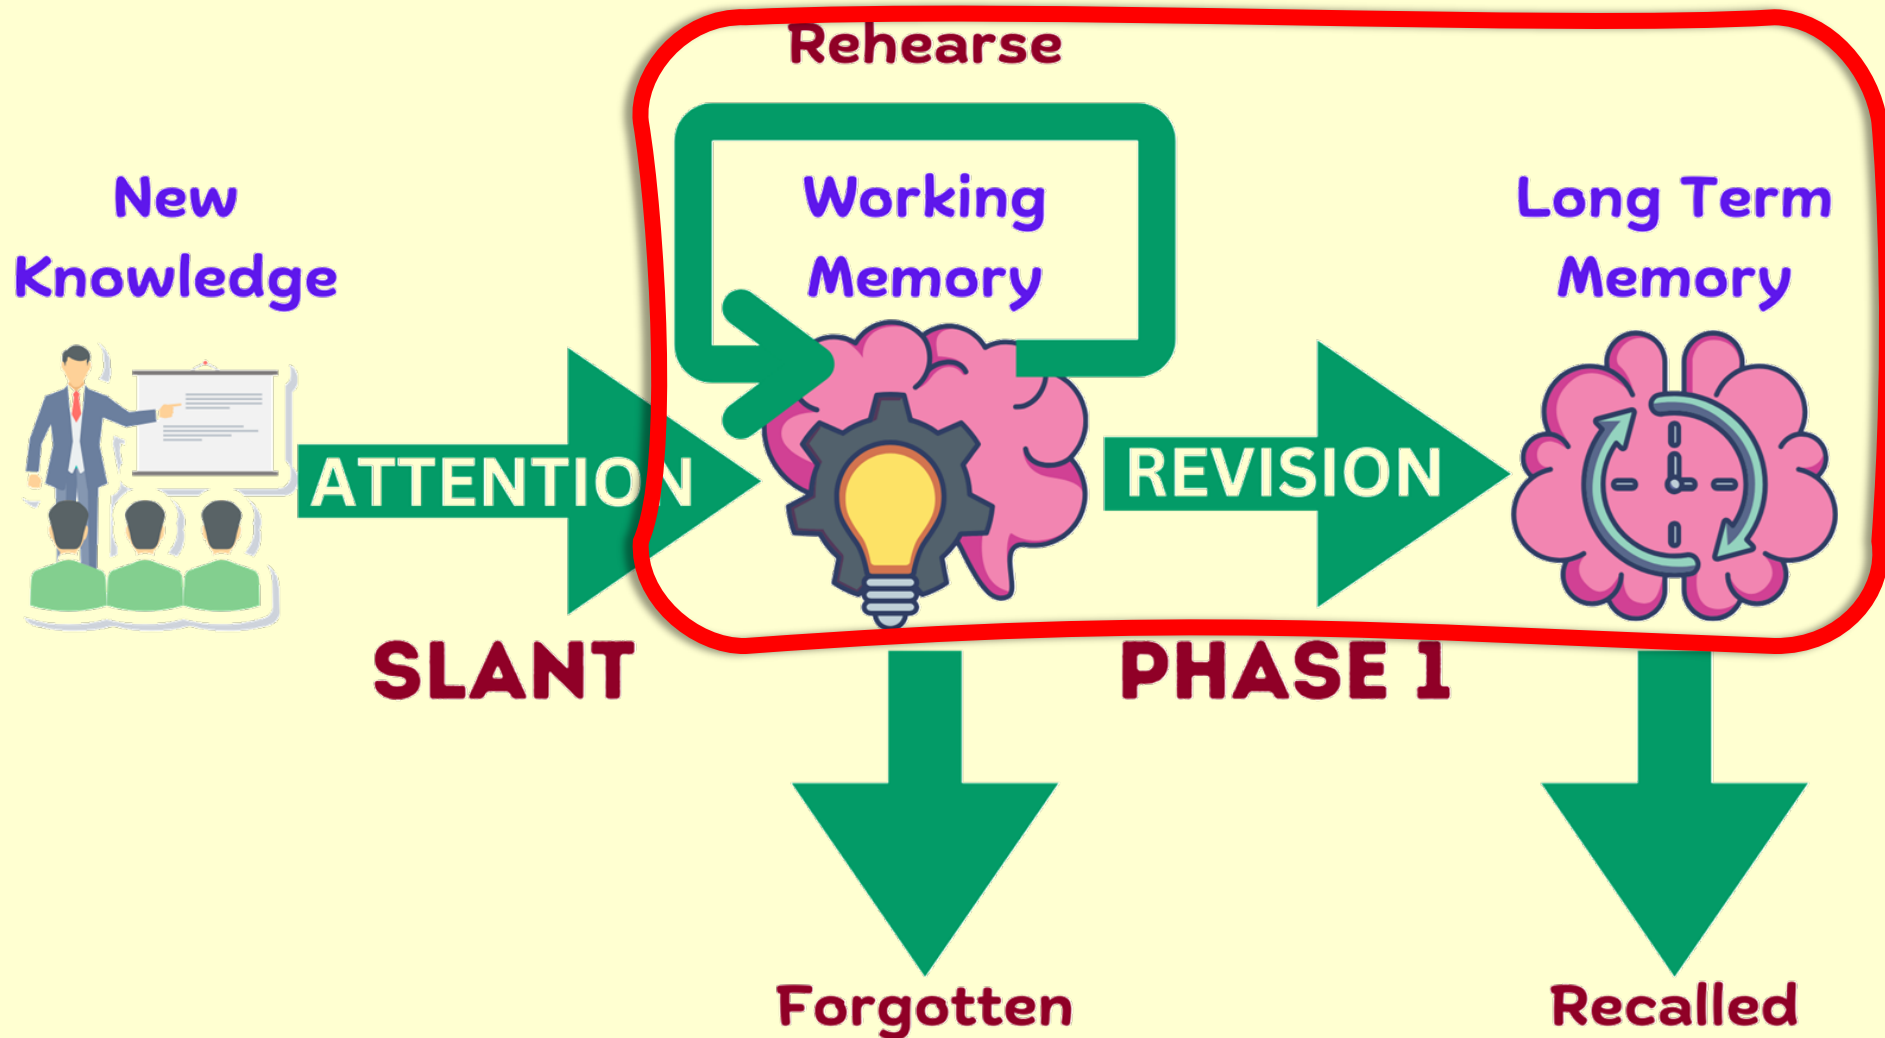 Rehearse
New
Knowledge
Working
Memory
Long Term
Memory
ATTENTION
REVISION
SLANT
PHASE 1
Forgotten
Recalled